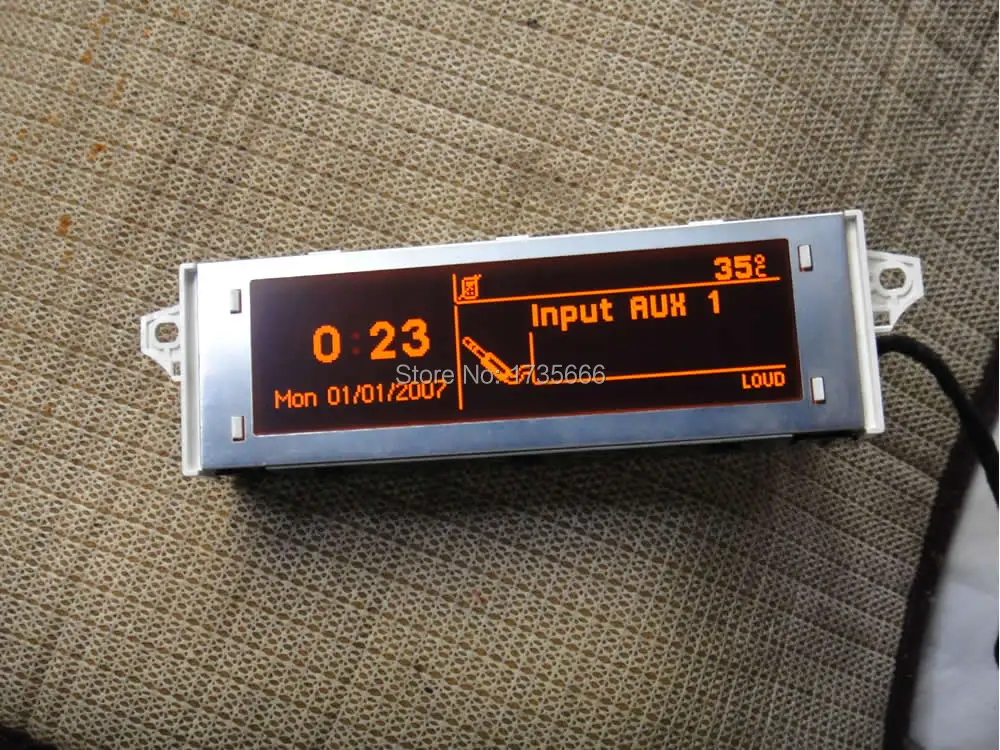 35°C
Input AUX 1
0:23
Mon 01/01/2007
LOUD
Store No: 1735666